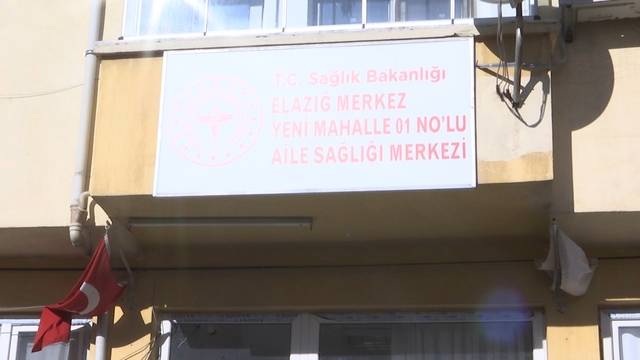 T.C. Sağlık Bakanlığı
ELAZIĞ MERKEZ
YENİ MAHALLE 01 NO'LU
AİLE SAĞLIĞI MERKEZİ